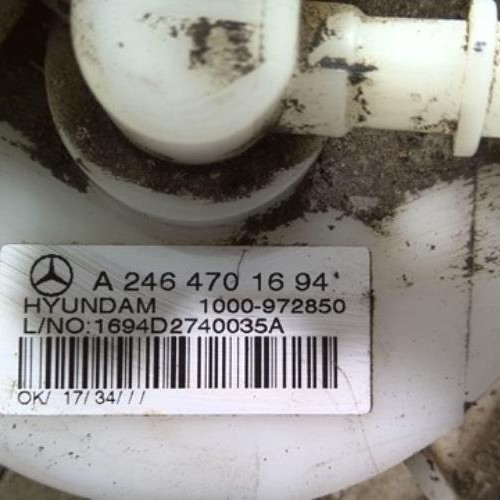 A 246 470 16 94
HYUNDAM 1000-972850
L/NO:1694D2740035A
OK/ 17/ 34/ / /